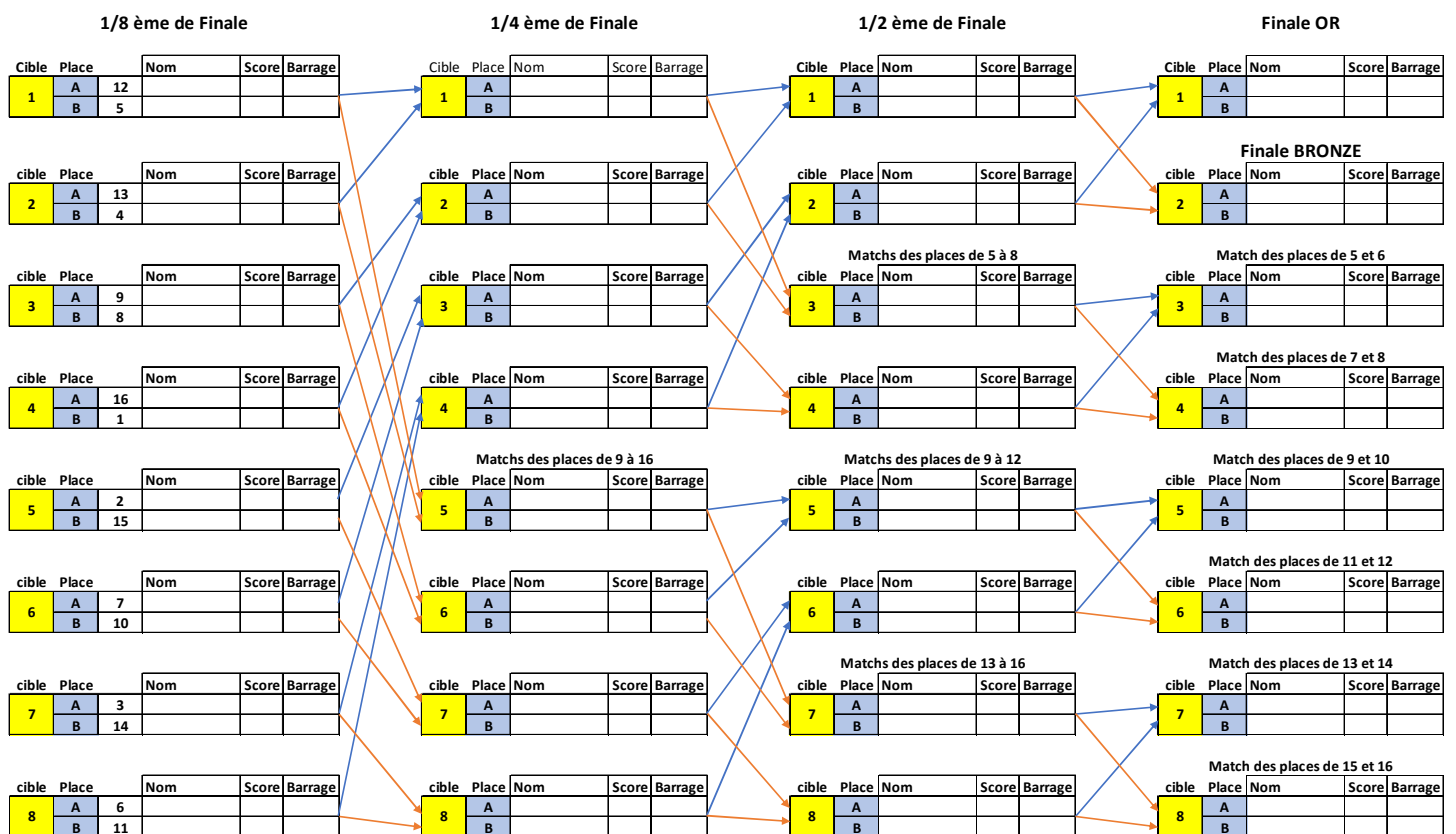 1/8 ème de Finale 1/4 ème de Finale 1/2 ème de Finale Finale OR
Cible Place Nom Score Barrage Cible Place Nom Score Barrage Cible Place Nom Score Barrage Cible Place Nom Score Barrage
1 A 12 1 A 1 A 1 A
B 5 B B B
Finale BRONZE
cible Place Nom Score Barrage cible Place Nom Score Barrage cible Place Nom Score Barrage cible Place Nom Score Barrage
2 A 13 2 A 2 A 2 A
B 4 B B B
Matchs des places de 5 à 8 Match des places de 5 et 6
cible Place Nom Score Barrage cible Place Nom Score Barrage cible Place Nom Score Barrage cible Place Nom Score Barrage
3 A 9 3 A 3 A 3 A
B 8 B B B
Match des places de 7 et 8
cible Place Nom Score Barrage cible Place Nom Score Barrage cible Place Nom Score Barrage cible Place Nom Score Barrage
4 A 16 4 A 4 A 4 A
B 1 B B B
Matchs des places de 9 à 16 Matchs des places de 9 à 12 Match des places de 9 et 10
cible Place Nom Score Barrage cible Place Nom Score Barrage cible Place Nom Score Barrage cible Place Nom Score Barrage
5 A 2 5 A 5 A 5 A
B 15 B B B
Match des places de 11 et 12
cible Place Nom Score Barrage cible Place Nom Score Barrage cible Place Nom Score Barrage cible Place Nom Score Barrage
6 A 7 6 A 6 A 6 A
B 10 B B B
Matchs des places de 13 à 16 Match des places de 13 et 14
cible Place Nom Score Barrage cible Place Nom Score Barrage cible Place Nom Score Barrage cible Place Nom Score Barrage
7 A 3 7 A 7 A 7 A
B 14 B B B
Match des places de 15 et 16
cible Place Nom Score Barrage cible Place Nom Score Barrage cible Place Nom Score Barrage cible Place Nom Score Barrage
8 A 6 8 A 8 A 8 A
B 11 B B B